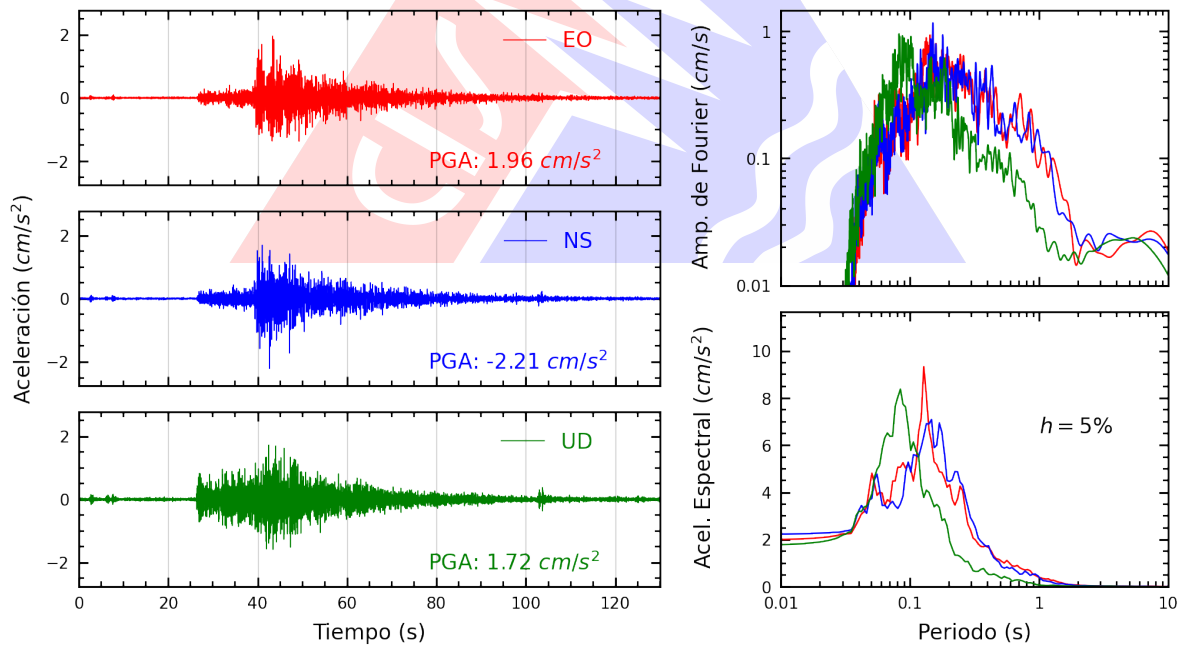 2
0
−2
EO
PGA: 1.96 cm/s²
2
0
−2
NS
PGA: -2.21 cm/s²
2
0
−2
UD
PGA: 1.72 cm/s²
0 20 40 60 80 100 120
Tiempo (s)
Aceleración (cm/s²)
1
0.1
0.01
Amp. de Fourier (cm/s)
10
8
6
4
2
0
Acel. Espectral (cm/s²)
h = 5%
0.01 0.1 1 10
Periodo (s)